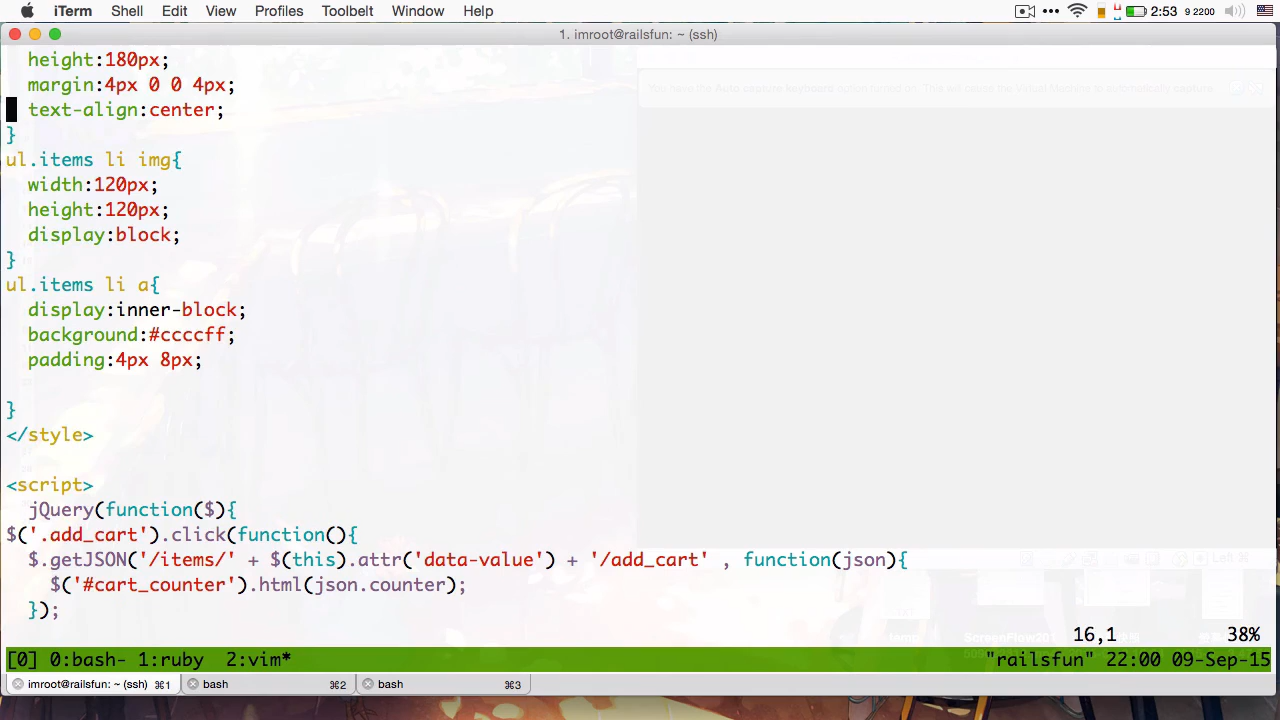 iTerm Shell Edit View Profiles Toolbelt Window Help 2:53 9 2200
1. imroot@railsfun: ~ (ssh)
height:180px;
margin:4px 0 0 4px;
text-align:center;
}
ul.items li img{
width:120px;
height:120px;
display:block;
}
ul.items li a{
display:inner-block;
background:#ccccff;
padding:4px 8px;
}
</style>
<script>
jQuery(function($){
$('.add_cart').click(function(){
$.getJSON('/items/' + $(this).attr('data-value') + '/add_cart' , function(json){
$('#cart_counter').html(json.counter);
});
16,1 38%
[0] 0:bash- 1:ruby 2:vim* "railsfun" 22:00 09-Sep-15
imroot@railsfun: ~ (ssh) ⌘1 bash ⌘2 bash ⌘3